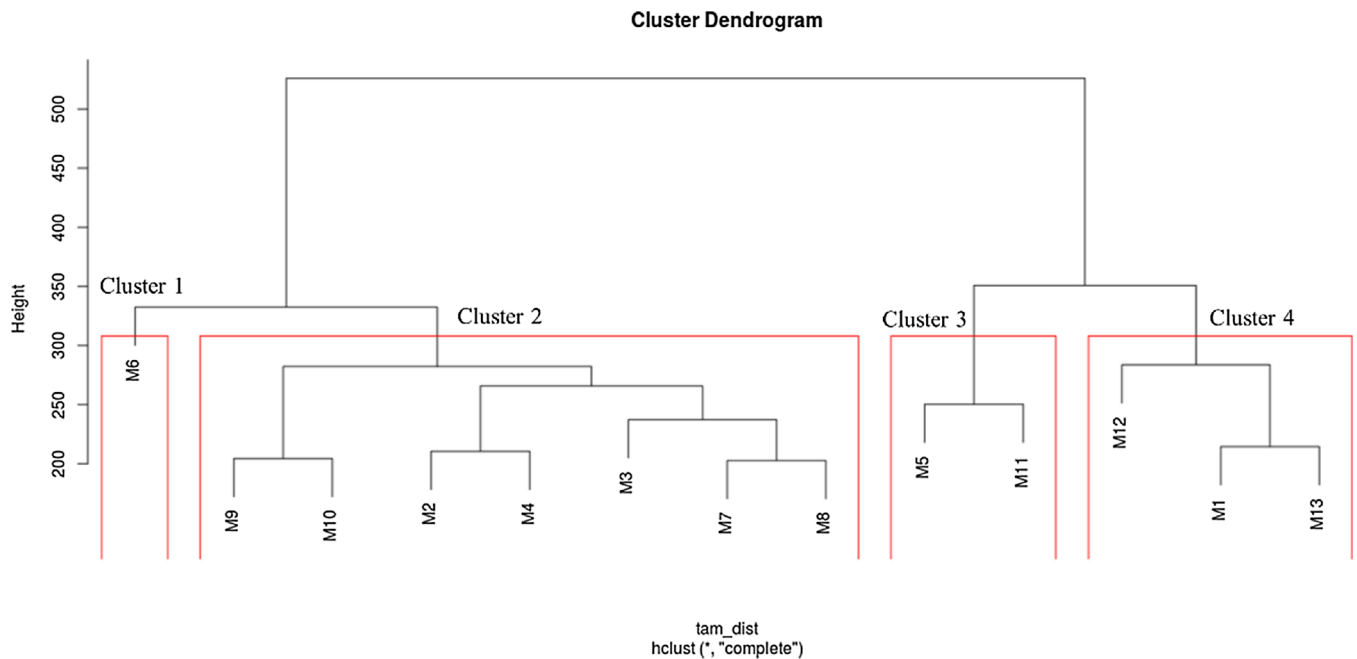 Cluster Dendrogram
Height
500
450
400
350
300
250
200
Cluster 1
Cluster 2
Cluster 3
Cluster 4
M6
M9
M10
M2
M4
M3
M7
M8
M5
M11
M12
M1
M13
tam_dist
hclust (*, "complete")